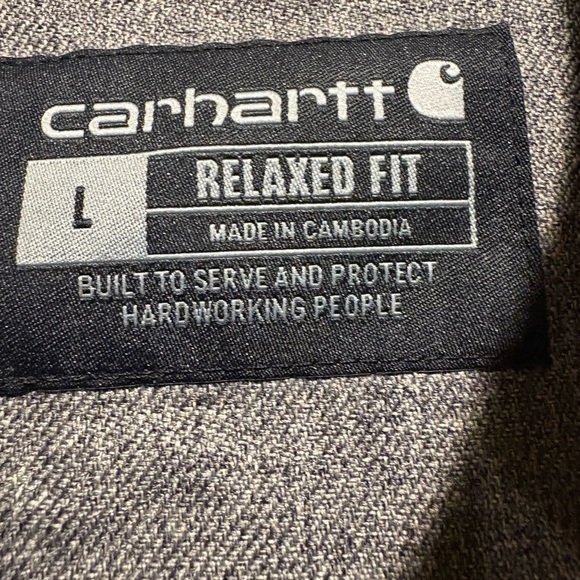 carhartt
L
RELAXED FIT
MADE IN CAMBODIA
BUILT TO SERVE AND PROTECT
HARDWORKING PEOPLE